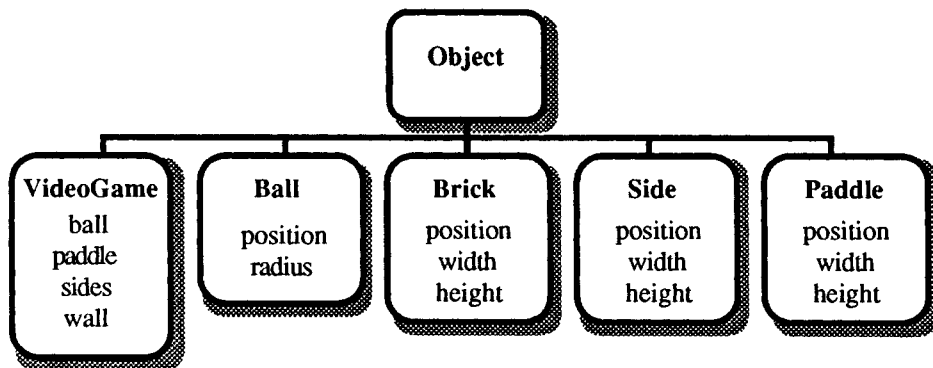 Object
VideoGame
ball
paddle
sides
wall
Ball
position
radius
Brick
position
width
height
Side
position
width
height
Paddle
position
width
height